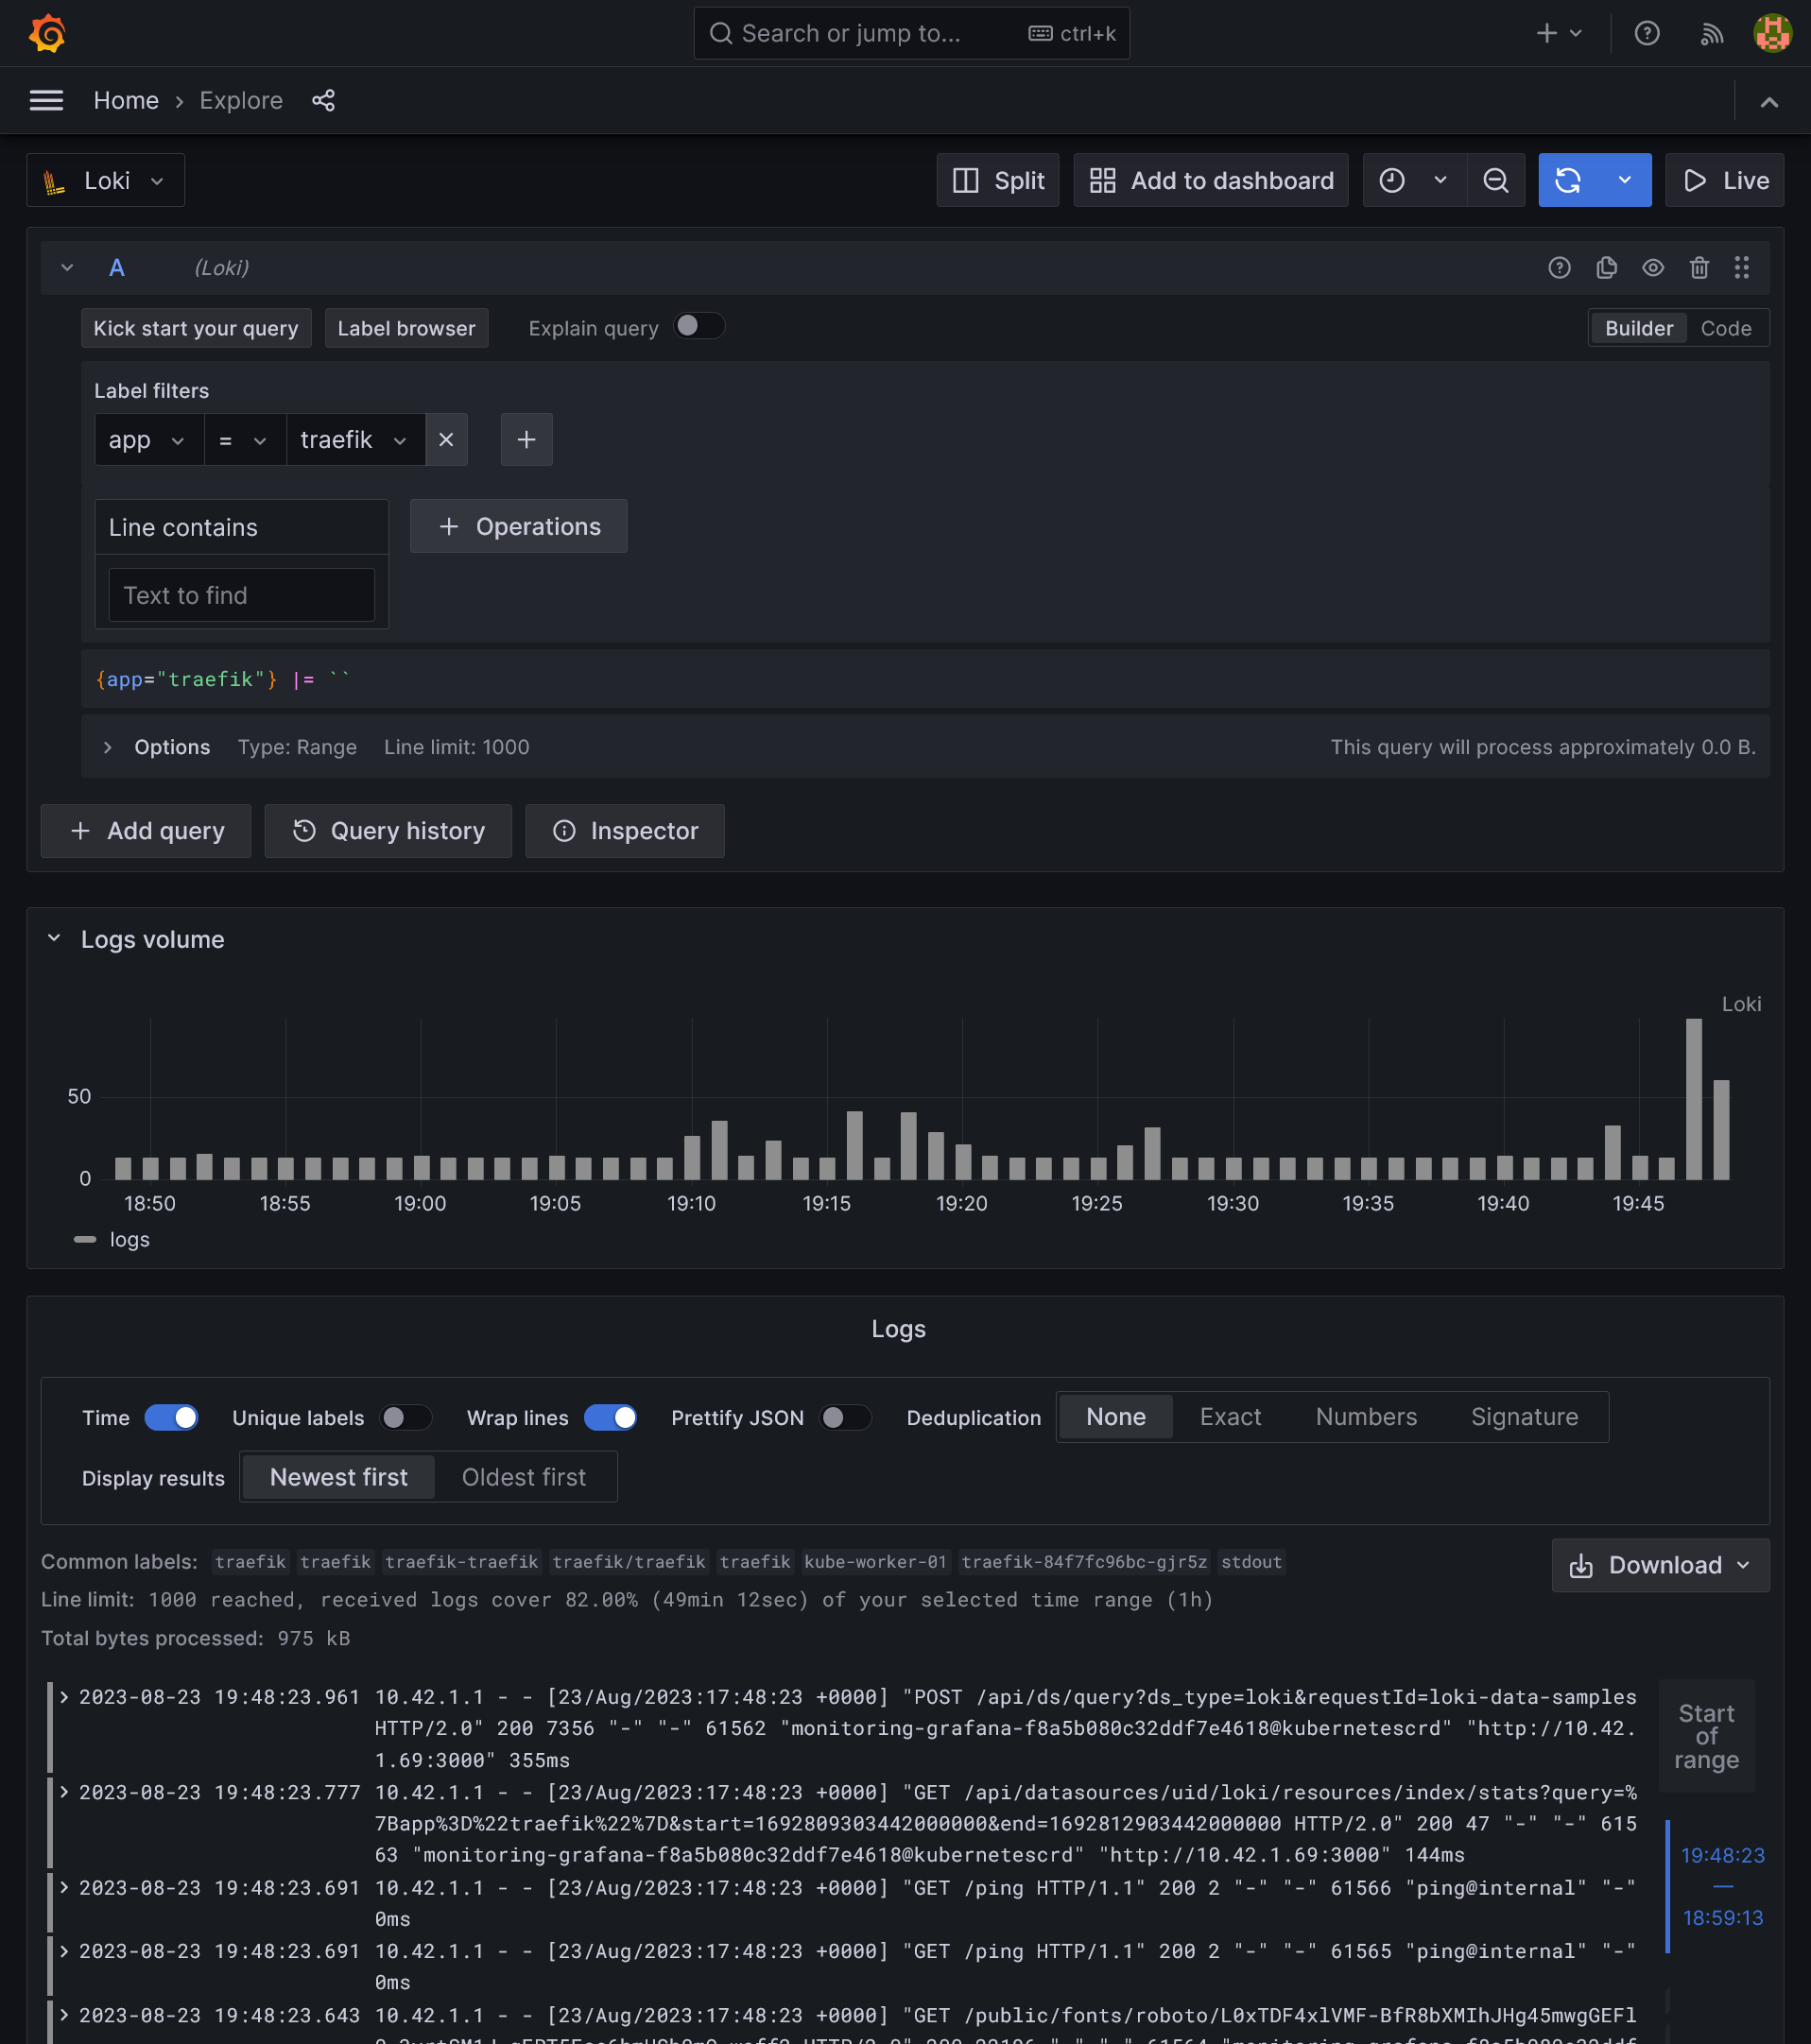 Search or jump to... ctrl+k
Home › Explore
Loki Split Add to dashboard Live
A (Loki)
Kick start your query Label browser Explain query Builder Code
Label filters
app = traefik
Line contains + Operations
Text to find
{app="traefik"} |= ``
Options Type: Range Line limit: 1000 This query will process approximately 0.0 B.
+ Add query Query history Inspector
Logs volume
Loki
50
0
18:50 18:55 19:00 19:05 19:10 19:15 19:20 19:25 19:30 19:35 19:40 19:45
logs
Logs
Time Unique labels Wrap lines Prettify JSON Deduplication None Exact Numbers Signature
Display results Newest first Oldest first
Common labels: traefik traefik traefik-traefik traefik/traefik traefik kube-worker-01 traefik-84f7fc96bc-gjr5z stdout
Download
Line limit: 1000 reached, received logs cover 82.00% (49min 12sec) of your selected time range (1h)
Total bytes processed: 975 kB
2023-08-23 19:48:23.961 10.42.1.1 - - [23/Aug/2023:17:48:23 +0000] "POST /api/ds/query?ds_type=loki&requestId=loki-data-samples
HTTP/2.0" 200 7356 "-" "-" 61562 "monitoring-grafana-f8a5b080c32ddf7e4618@kubernetescrd" "http://10.42.
1.69:3000" 355ms
2023-08-23 19:48:23.777 10.42.1.1 - - [23/Aug/2023:17:48:23 +0000] "GET /api/datasources/uid/loki/resources/index/stats?query=%
7Bapp%3D%22traefik%22%7D&start=1692809303442000000&end=1692812903442000000 HTTP/2.0" 200 47 "-" "-" 615
63 "monitoring-grafana-f8a5b080c32ddf7e4618@kubernetescrd" "http://10.42.1.69:3000" 144ms
2023-08-23 19:48:23.691 10.42.1.1 - - [23/Aug/2023:17:48:23 +0000] "GET /ping HTTP/1.1" 200 2 "-" "-" 61566 "ping@internal" "-"
0ms
2023-08-23 19:48:23.691 10.42.1.1 - - [23/Aug/2023:17:48:23 +0000] "GET /ping HTTP/1.1" 200 2 "-" "-" 61565 "ping@internal" "-"
0ms
2023-08-23 19:48:23.643 10.42.1.1 - - [23/Aug/2023:17:48:23 +0000] "GET /public/fonts/roboto/L0xTDF4xlVMF-BfR8bXMIhJHg45mwgGEFl
Start
of
range
19:48:23
—
18:59:13